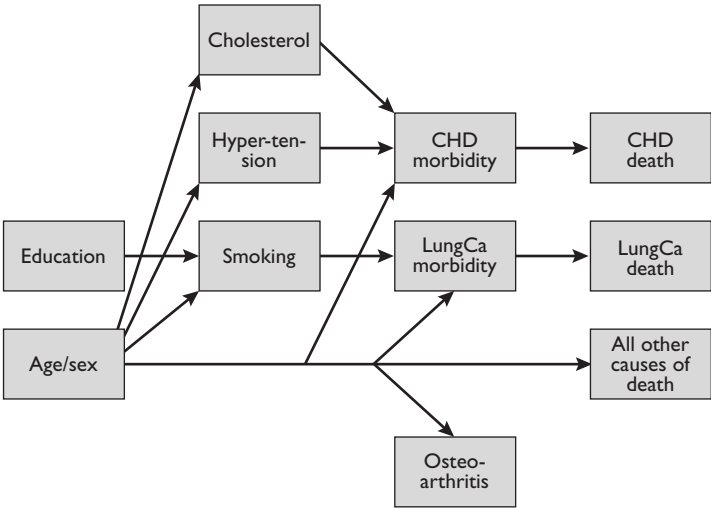 Cholesterol
Hyper-ten-
sion
CHD
morbidity
CHD
death
Education
Smoking
LungCa
morbidity
LungCa
death
Age/sex
All other
causes of
death
Osteo-
arthritis